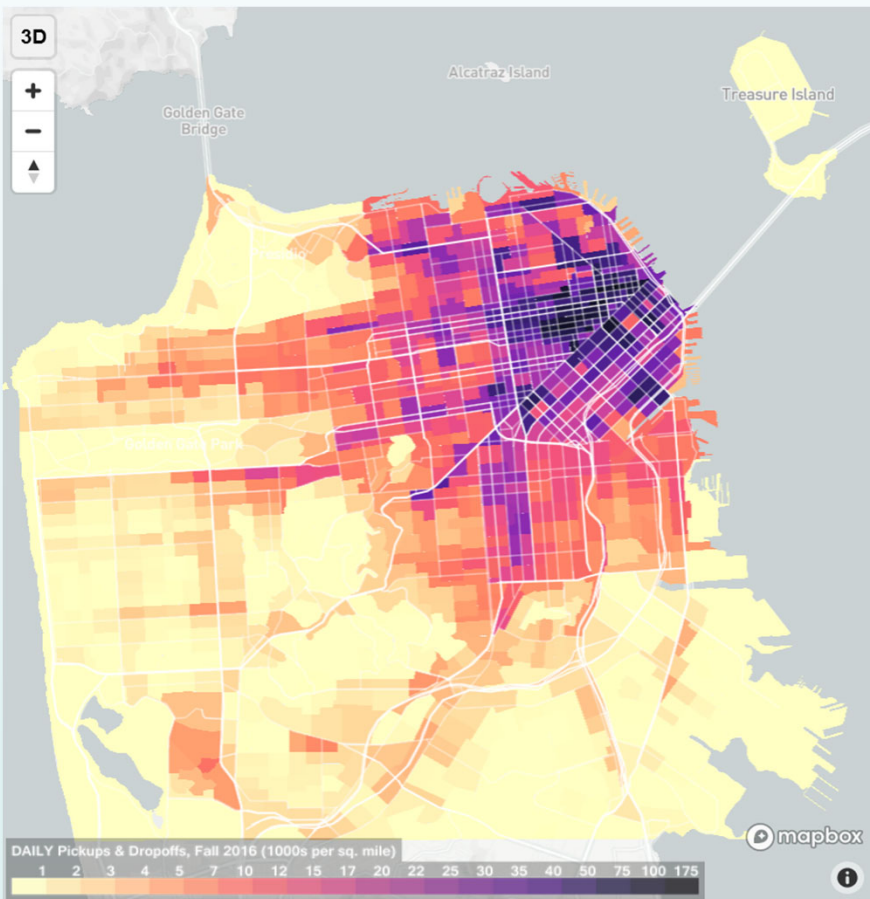 3D
+
−
Alcatraz Island
Treasure Island
Golden Gate
Bridge
Presidio
Golden Gate Park
mapbox
DAILY Pickups & Dropoffs, Fall 2016 (1000s per sq. mile)
1 2 3 4 5 7 10 12 15 17 20 22 25 30 35 40 50 75 100 175
i